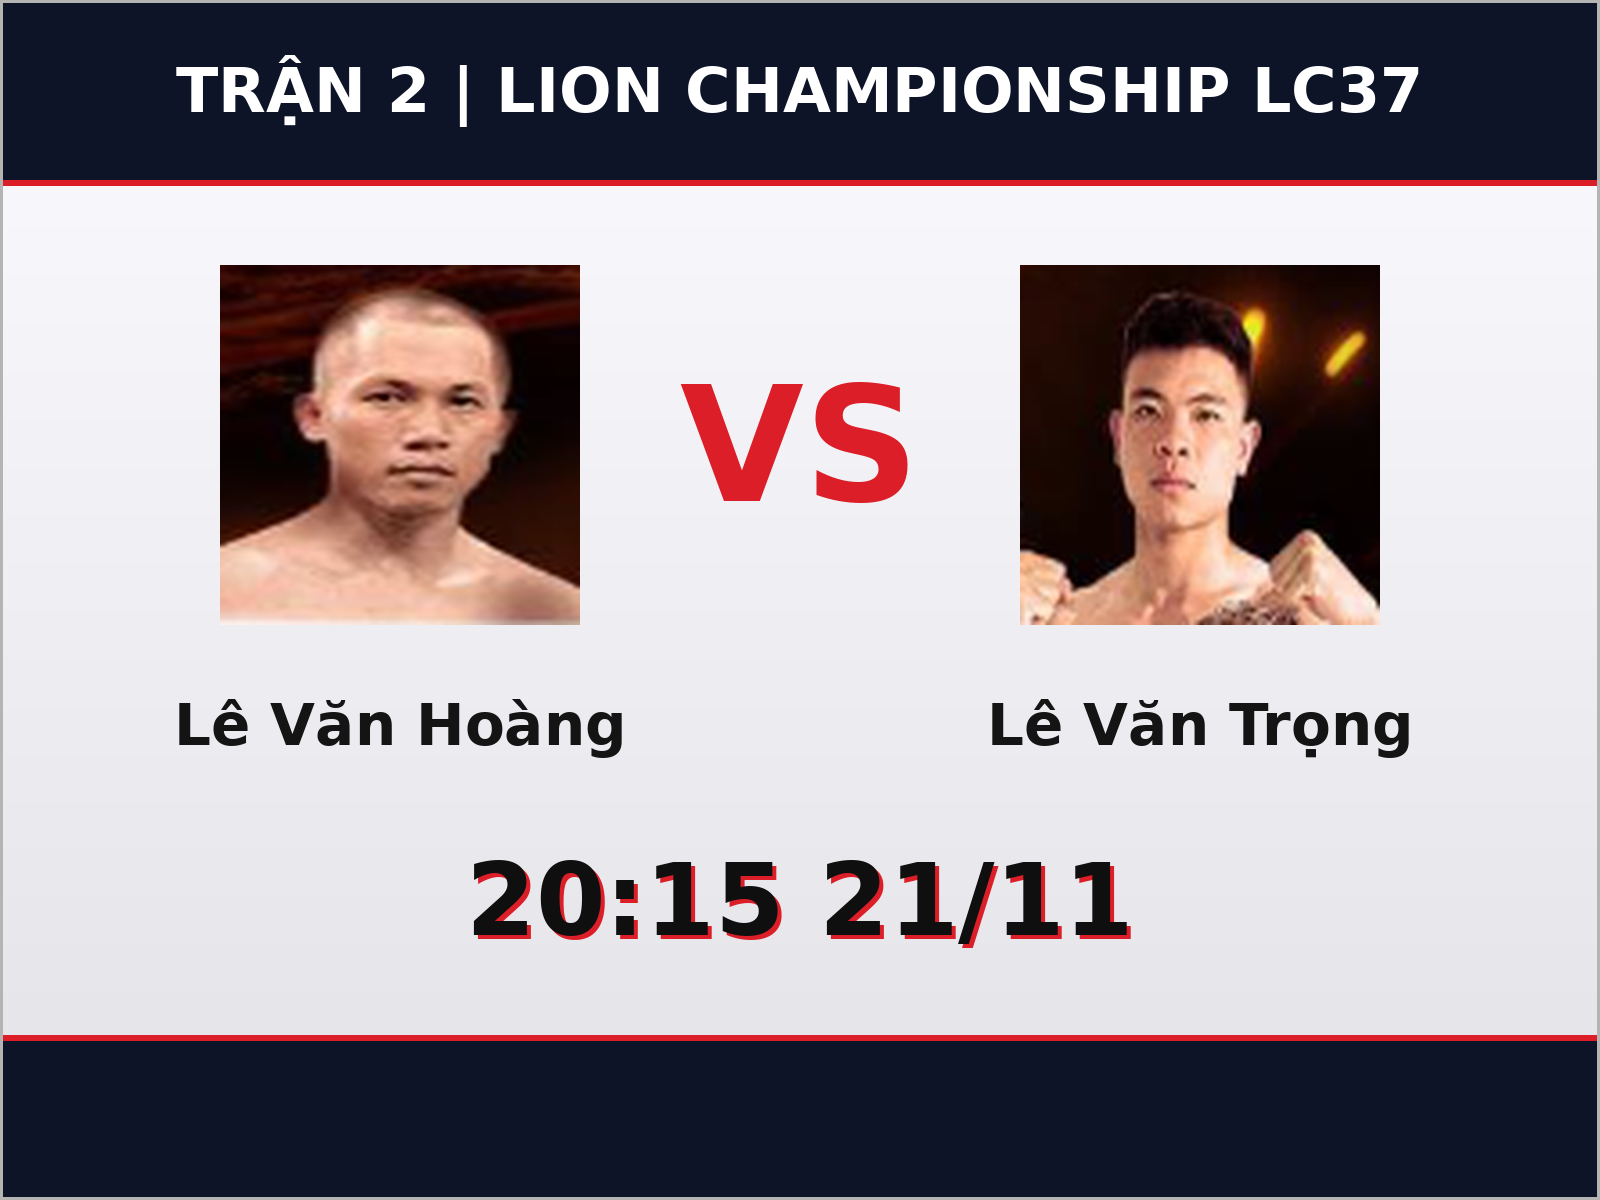 TRẬN 2 | LION CHAMPIONSHIP LC37
VS
Lê Văn Hoàng
Lê Văn Trọng
20:15 21/11